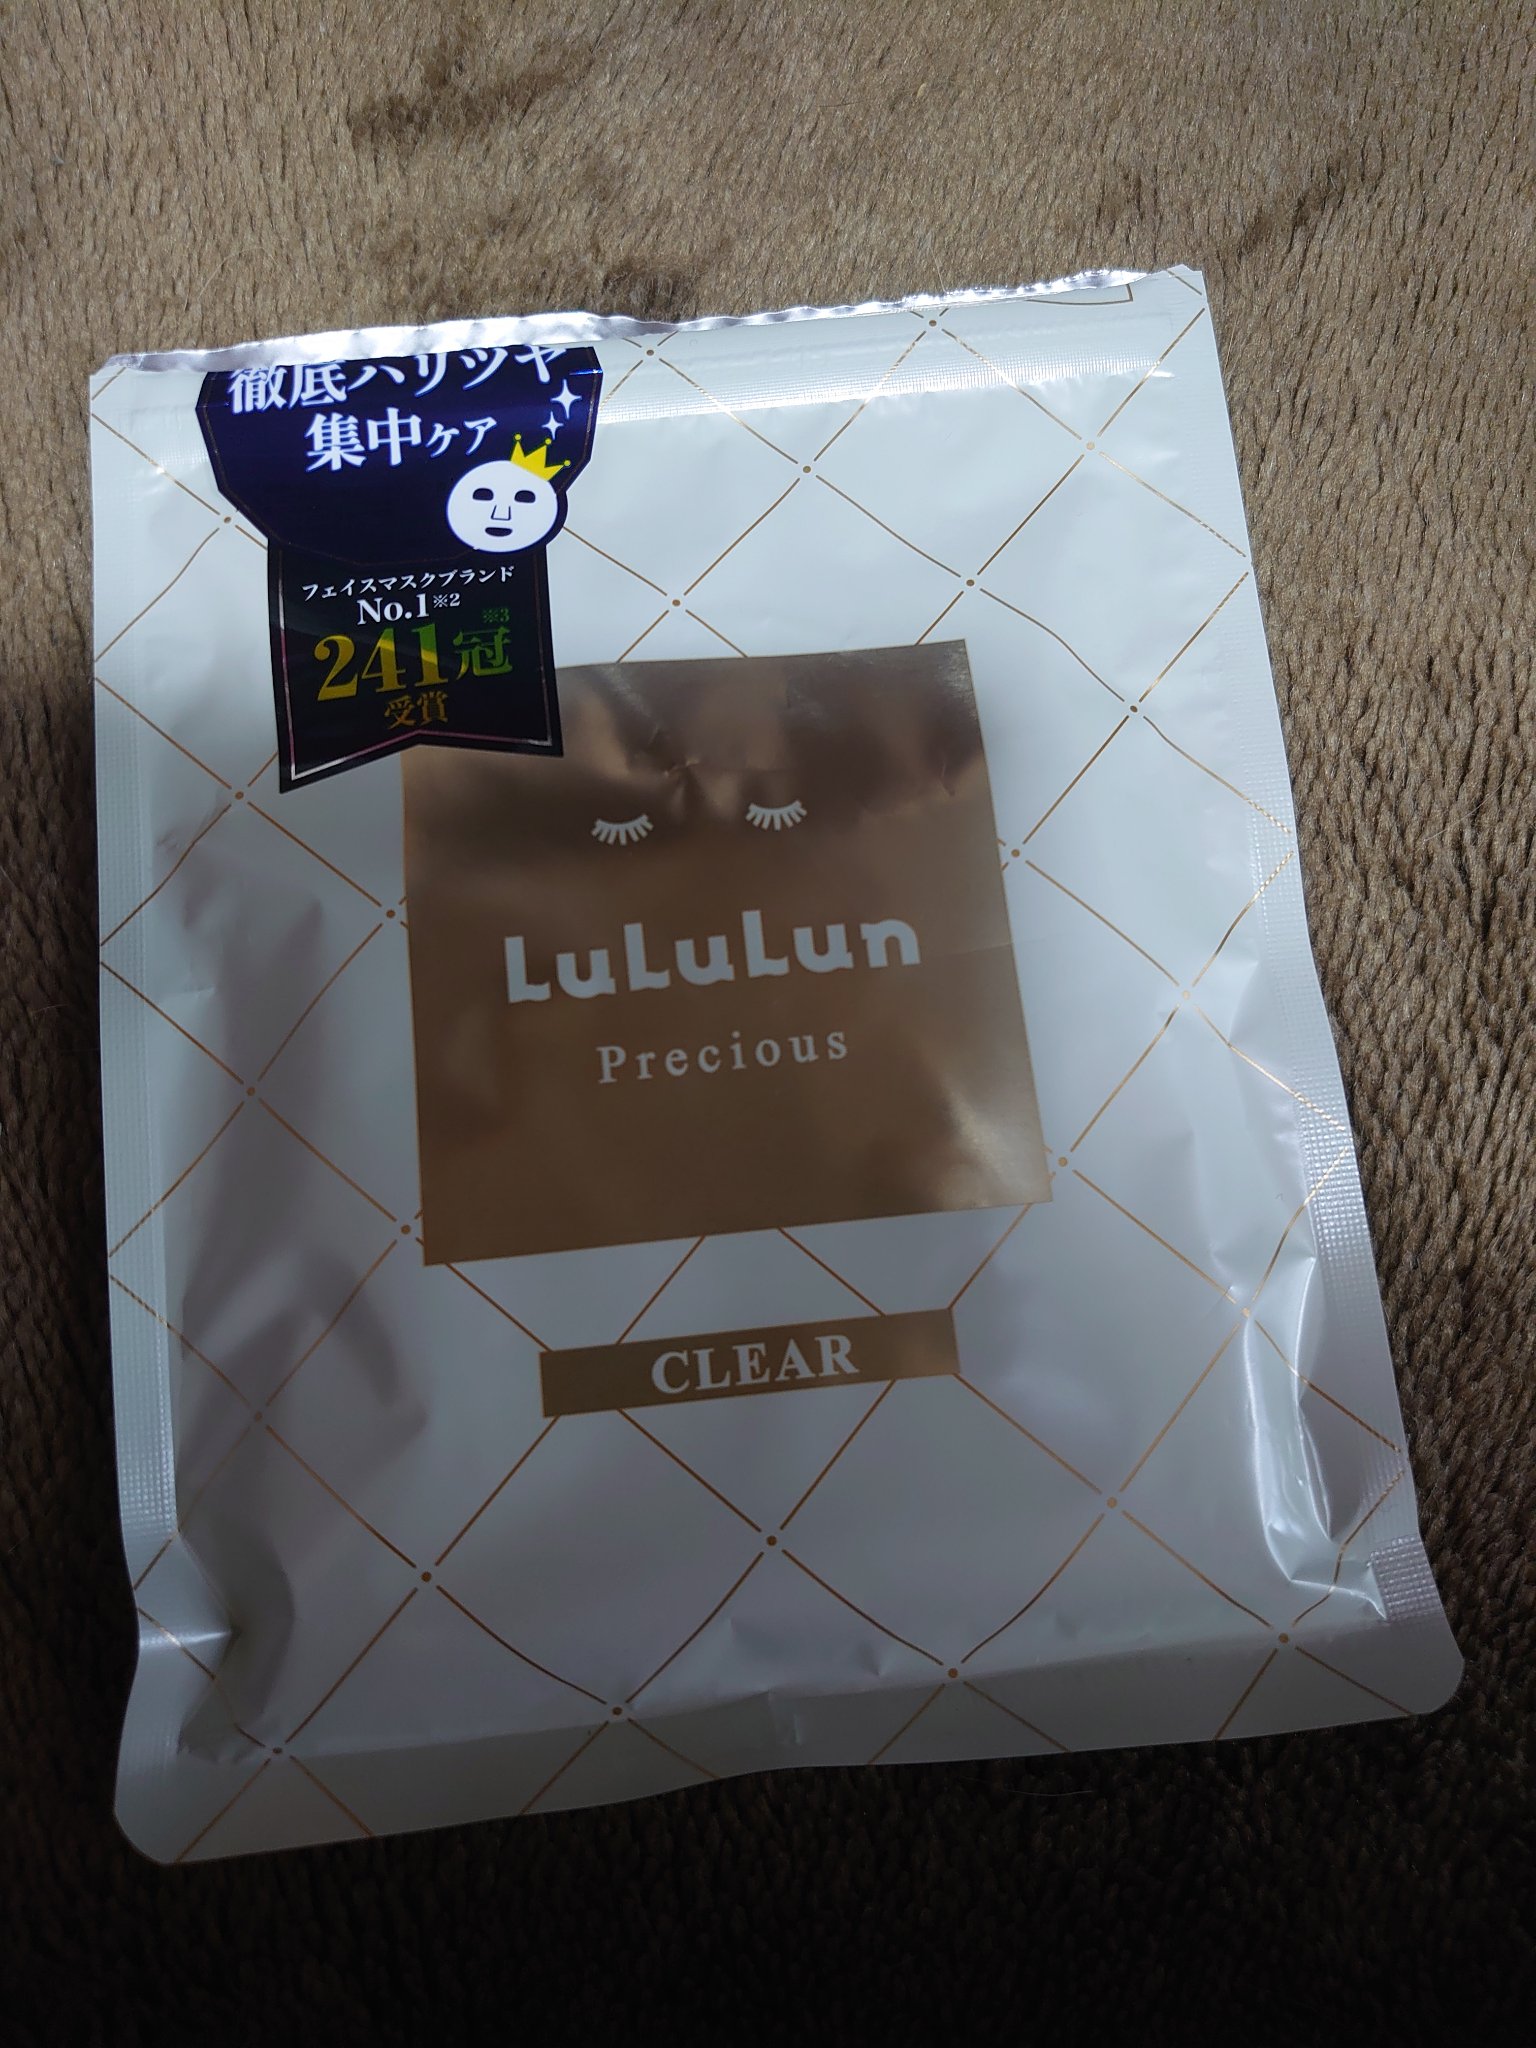 徹底ハリツヤ
集中ケア
フェイスマスクブランド
No.1※2
※3
241冠
受賞
LuLuLun
Precious
CLEAR